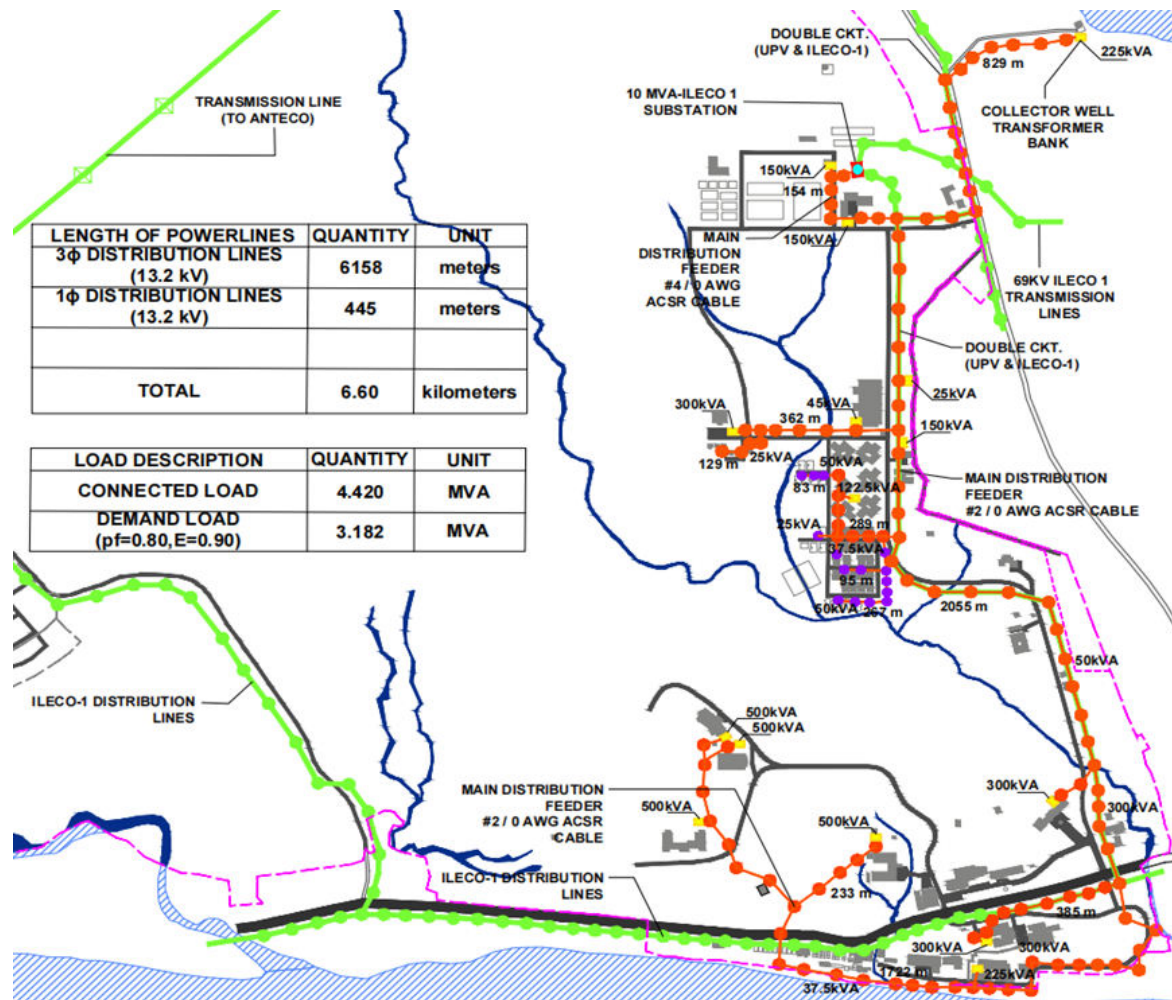 DOUBLE CKT.
(UPV & ILECO-1)
829 m
225kVA
COLLECTOR WELL
TRANSFORMER
BANK
TRANSMISSION LINE
(TO ANTECO)
10 MVA-ILECO 1
SUBSTATION
150kVA
154 m
150kVA
MAIN
DISTRIBUTION
FEEDER
#4 / 0 AWG
ACSR CABLE
69KV ILECO 1
TRANSMISSION
LINES
LENGTH OF POWERLINES QUANTITY UNIT
3ϕ DISTRIBUTION LINES
(13.2 kV) 6158 meters
1ϕ DISTRIBUTION LINES
(13.2 kV) 445 meters
TOTAL 6.60 kilometers
DOUBLE CKT.
(UPV & ILECO-1)
25kVA
300kVA
45kVA
362 m
150kVA
129 m
25kVA
50kVA
83 m
122.5kVA
MAIN DISTRIBUTION
FEEDER
#2 / 0 AWG ACSR CABLE
LOAD DESCRIPTION QUANTITY UNIT
CONNECTED LOAD 4.420 MVA
DEMAND LOAD
(pf=0.80,E=0.90) 3.182 MVA
25kVA
289 m
37.5kVA
95 m
50kVA
267 m
2055 m
50kVA
ILECO-1 DISTRIBUTION
LINES
500kVA
500kVA
MAIN DISTRIBUTION
FEEDER
#2 / 0 AWG ACSR
CABLE
500kVA
500kVA
300kVA
300kVA
ILECO-1 DISTRIBUTION
LINES
233 m
385 m
300kVA
300kVA
1722 m
225kVA
37.5kVA